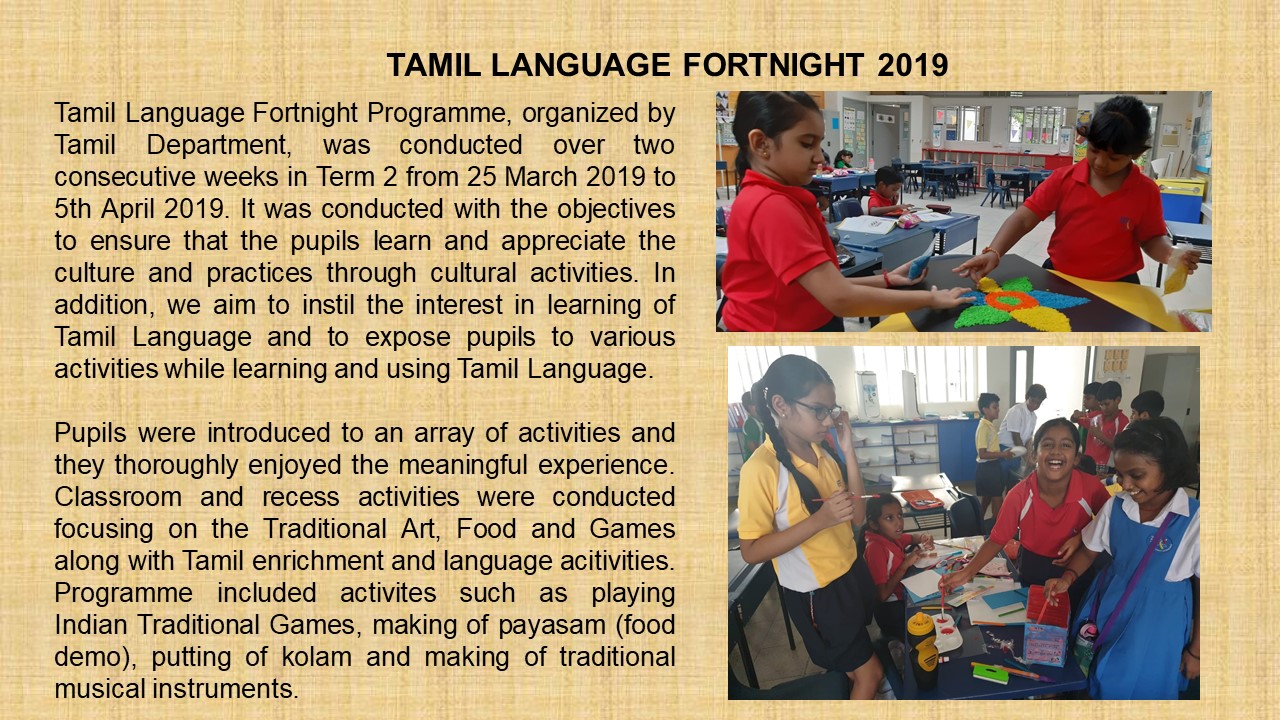 TAMIL LANGUAGE FORTNIGHT 2019
Tamil Language Fortnight Programme, organized by
Tamil Department, was conducted over two
consecutive weeks in Term 2 from 25 March 2019 to
5th April 2019. It was conducted with the objectives
to ensure that the pupils learn and appreciate the
culture and practices through cultural activities. In
addition, we aim to instil the interest in learning of
Tamil Language and to expose pupils to various
activities while learning and using Tamil Language.
Pupils were introduced to an array of activities and
they thoroughly enjoyed the meaningful experience.
Classroom and recess activities were conducted
focusing on the Traditional Art, Food and Games
along with Tamil enrichment and language acitivities.
Programme included activites such as playing
Indian Traditional Games, making of payasam (food
demo), putting of kolam and making of traditional
musical instruments.